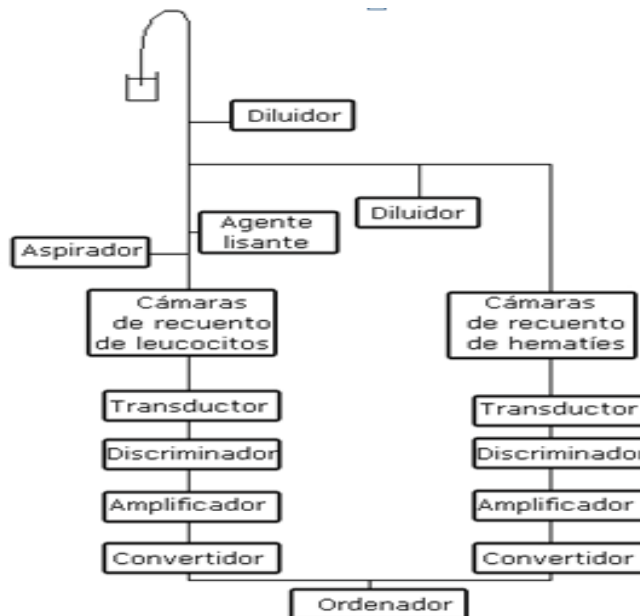 Diluidor
Diluidor
Agente
lisante
Aspirador
Cámaras
de recuento
de leucocitos
Cámaras
de recuento
de hematíes
Transductor
Transductor
Discriminador
Discriminador
Amplificador
Amplificador
Convertidor
Convertidor
Ordenador